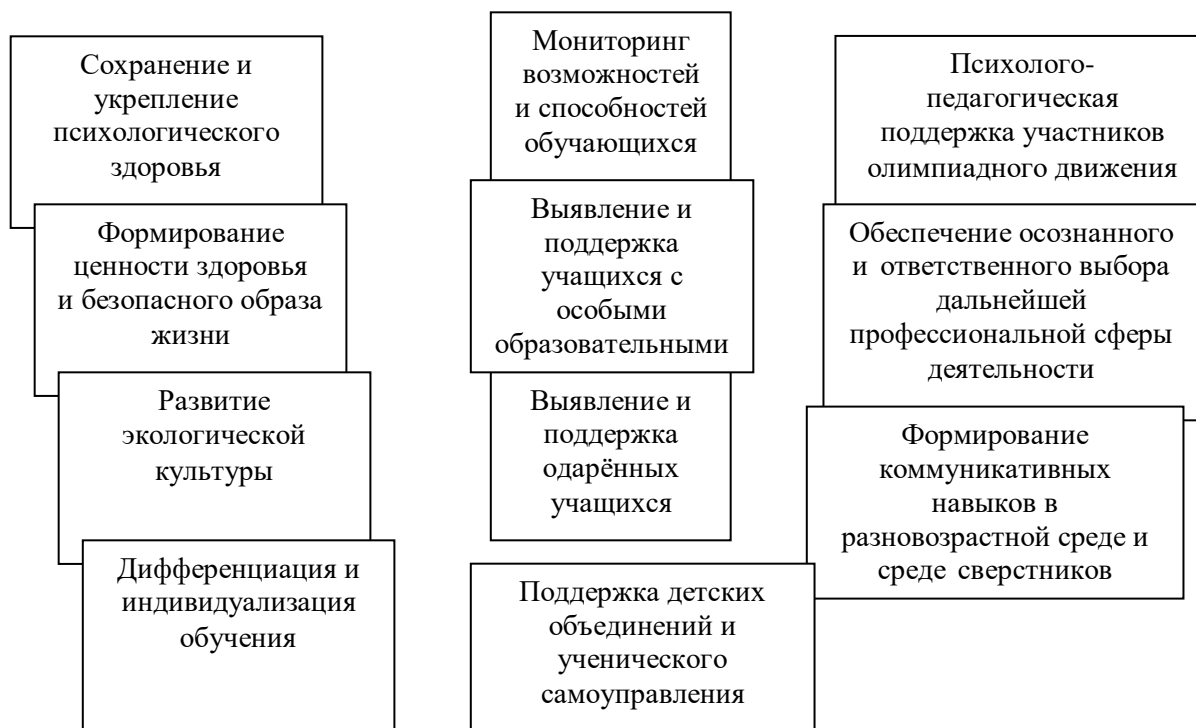 Сохранение и
укрепление
психологического
здоровья
Формирование
ценности здоровья
и безопасного образа
жизни
Развитие
экологической
культуры
Дифференциация и
индивидуализация
обучения
Мониторинг
возможностей
и способностей
обучающихся
Выявление и
поддержка
учащихся с
особыми
образовательными
Выявление и
поддержка
одарённых
учащихся
Поддержка детских
объединений и
ученического
самоуправления
Психолого-
педагогическая
поддержка участников
олимпиадного движения
Обеспечение осознанного
и ответственного выбора
дальнейшей
профессиональной сферы
деятельности
Формирование
коммуникативных
навыков в
разновозрастной среде и
среде сверстников